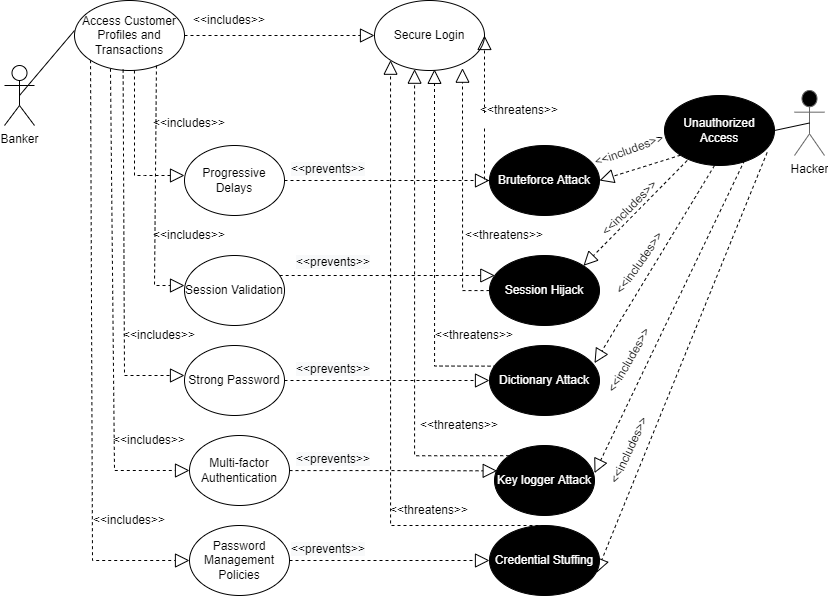 Access Customer
Profiles and
Transactions
<<includes>>
Secure Login
Banker
<<threatens>>
Unauthorized
Access
Hacker
<<includes>>
<<includes>>
Progressive
Delays
<<prevents>>
Bruteforce Attack
<<includes>>
<<includes>>
<<threatens>>
<<includes>>
<<prevents>>
Session Validation
Session Hijack
<<includes>>
<<threatens>>
<<includes>>
<<prevents>>
Strong Password
Dictionary Attack
<<threatens>>
<<includes>>
<<includes>>
<<prevents>>
Multi-factor
Authentication
Key logger Attack
<<threatens>>
<<includes>>
<<prevents>>
Password
Management
Policies
Credential Stuffing